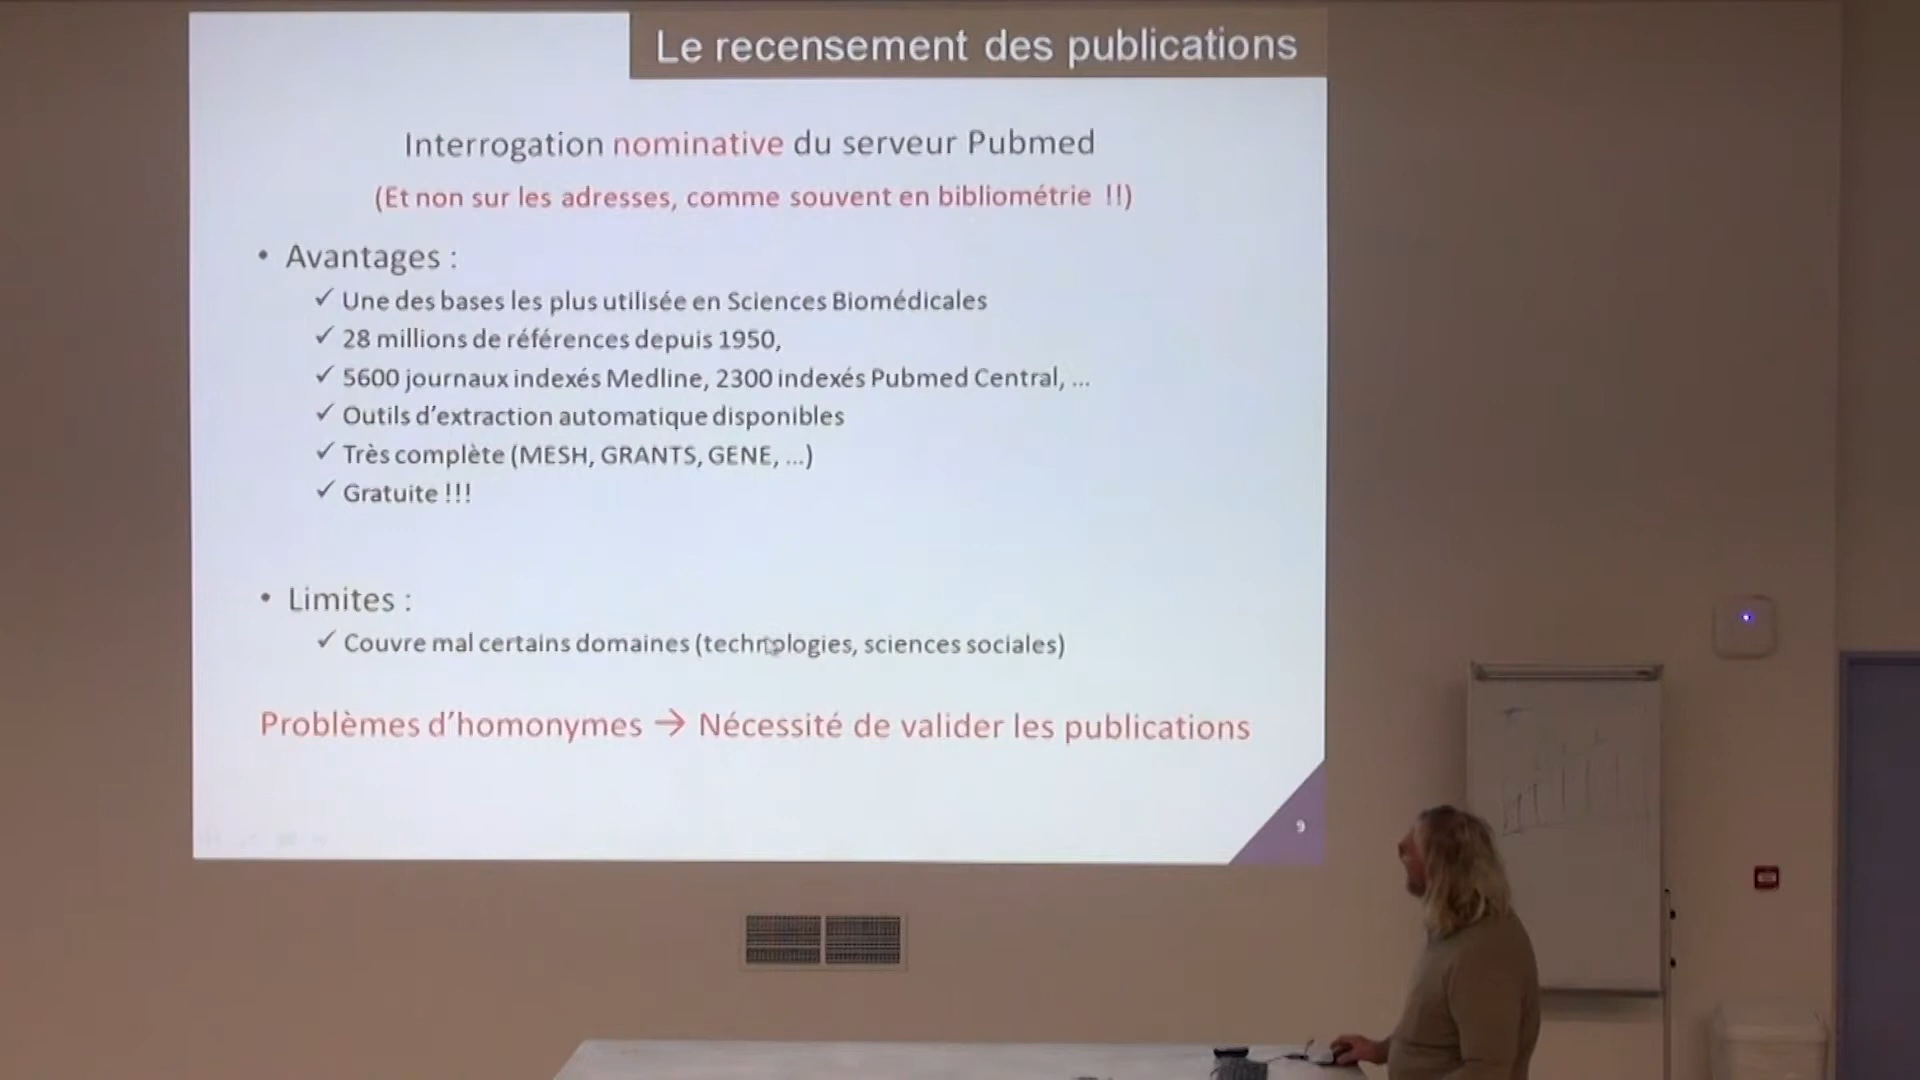 Le recensement des publications
Interrogation nominative du serveur Pubmed
(Et non sur les adresses, comme souvent en bibliométrie !!)
• Avantages :
✓ Une des bases les plus utilisée en Sciences Biomédicales
✓ 28 millions de références depuis 1950,
✓ 5600 journaux indexés Medline, 2300 indexés Pubmed Central, ...
✓ Outils d'extraction automatique disponibles
✓ Très complète (MESH, GRANTS, GENE, ...)
✓ Gratuite !!!
• Limites :
✓ Couvre mal certains domaines (technologies, sciences sociales)
Problèmes d'homonymes → Nécessité de valider les publications
9